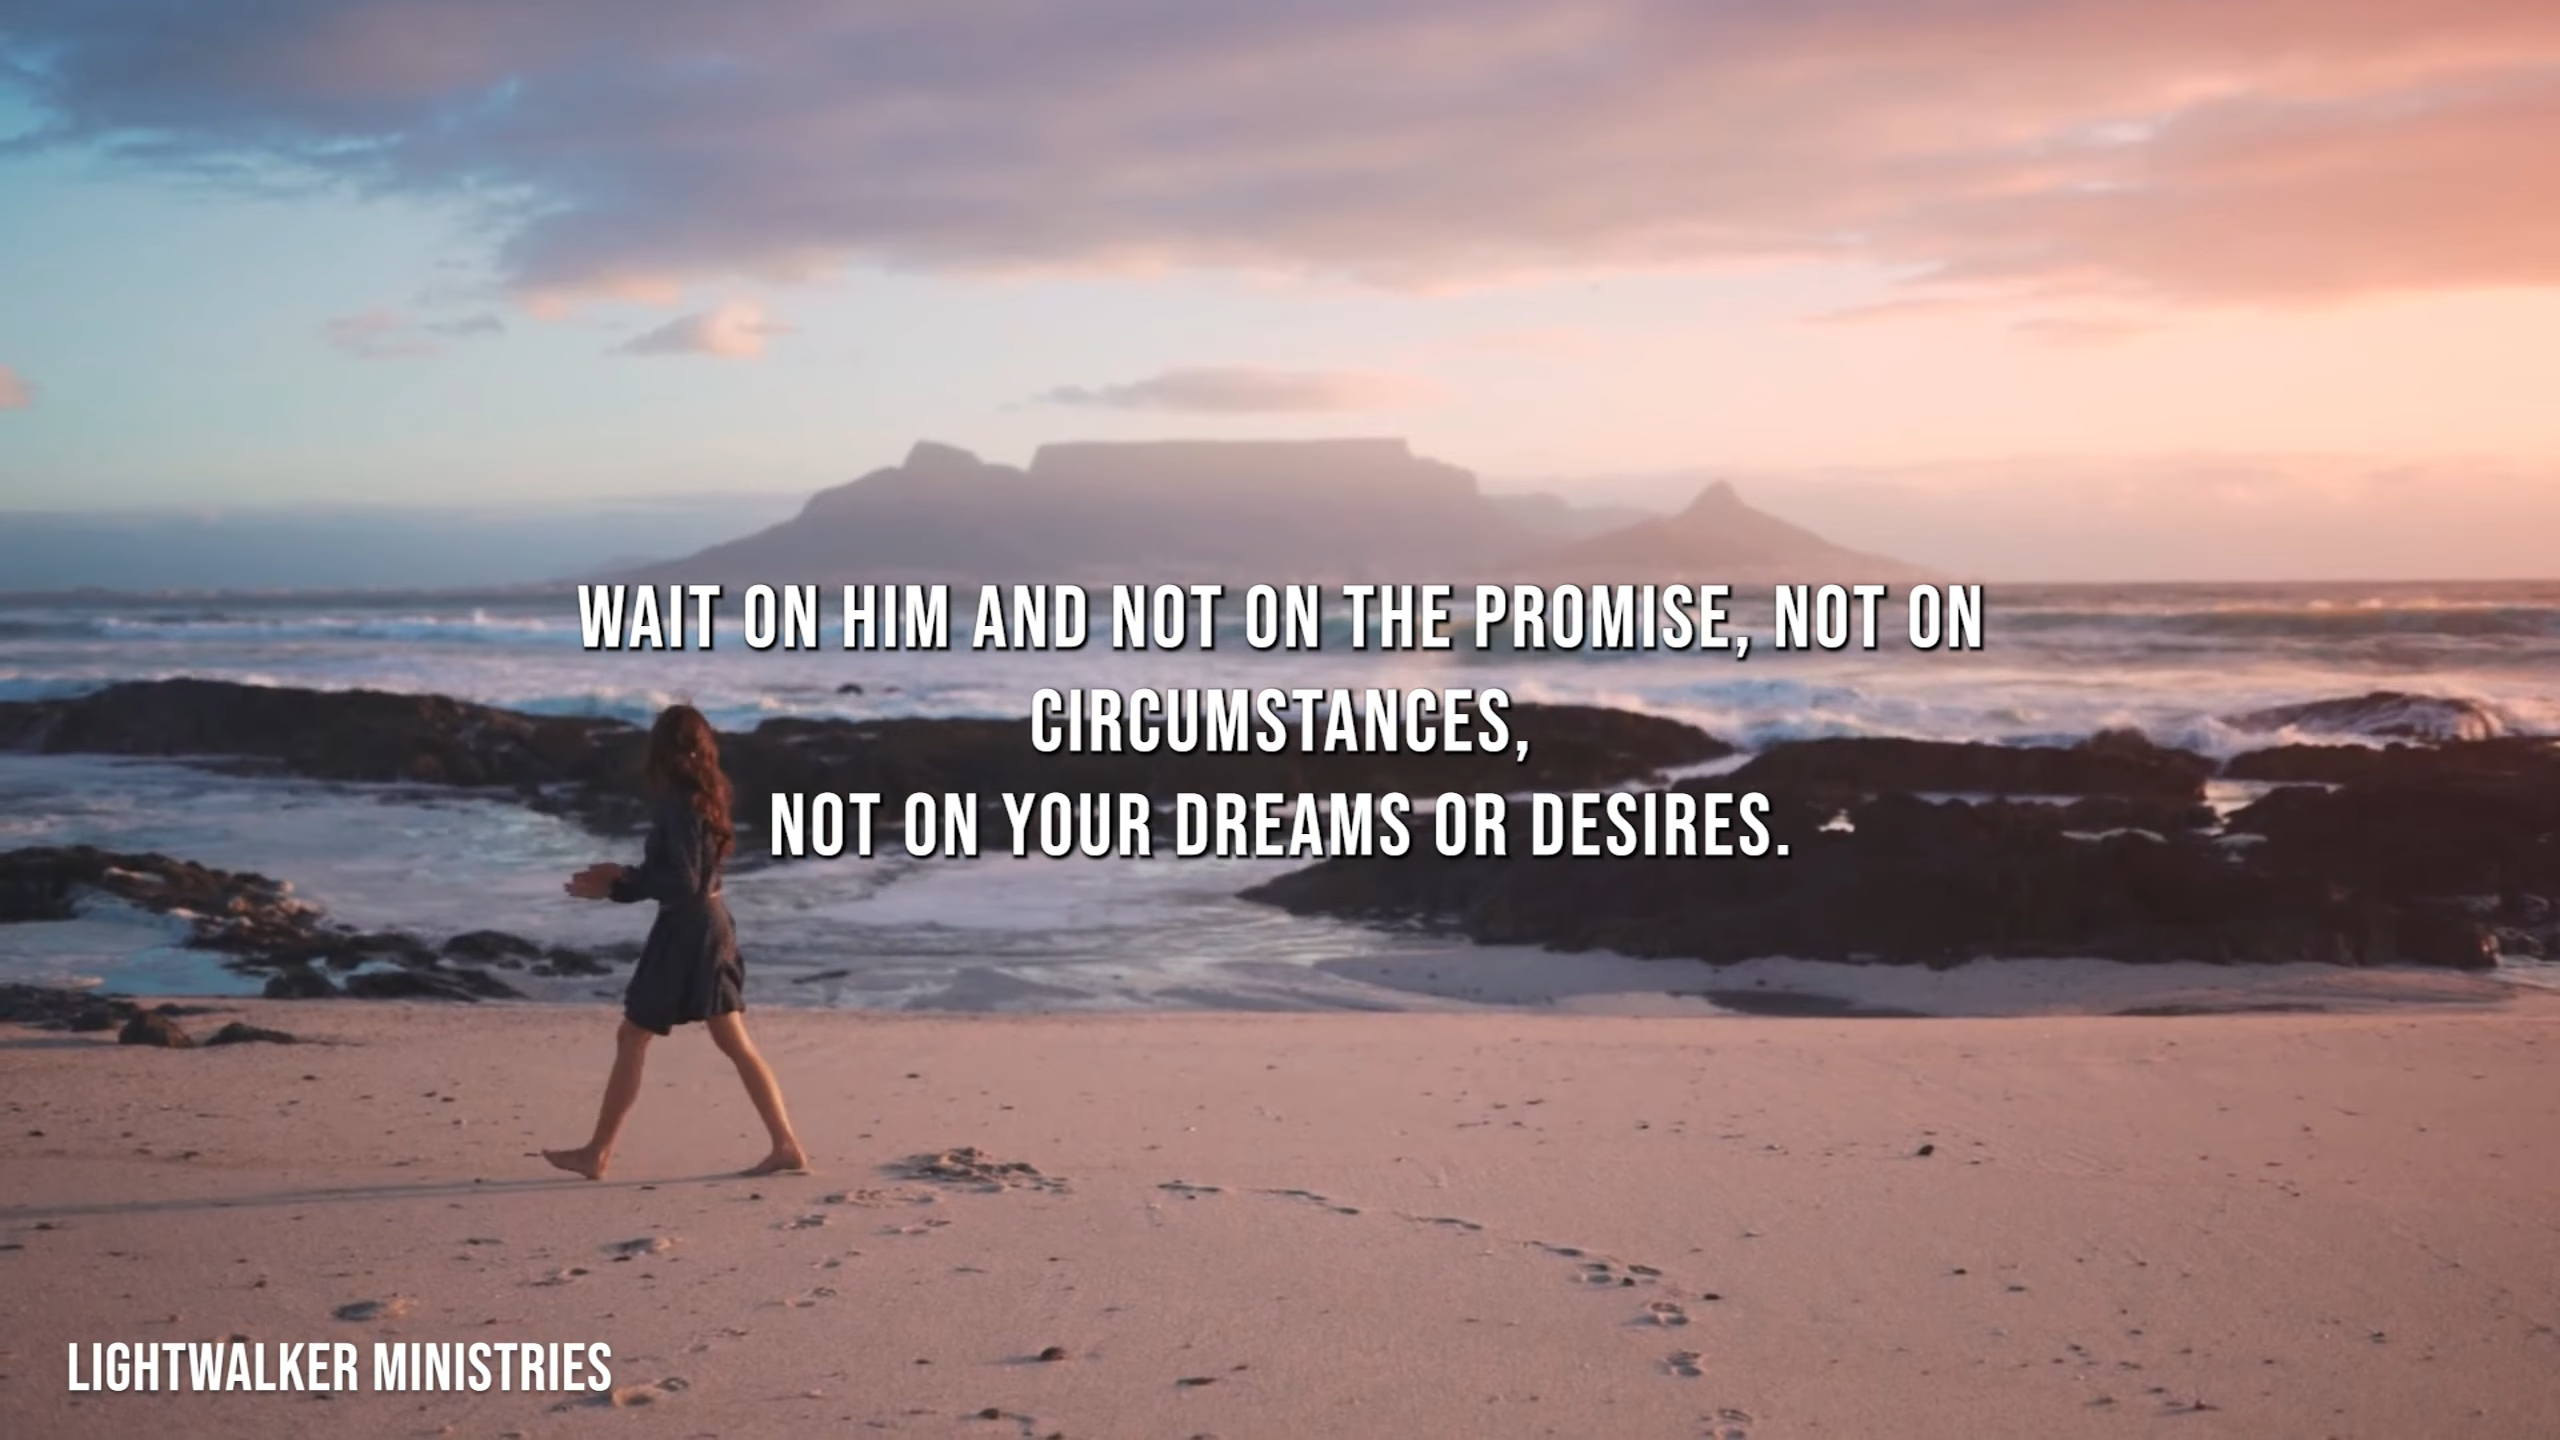 WAIT ON HIM AND NOT ON THE PROMISE, NOT ON
CIRCUMSTANCES,
NOT ON YOUR DREAMS OR DESIRES.
LIGHTWALKER MINISTRIES